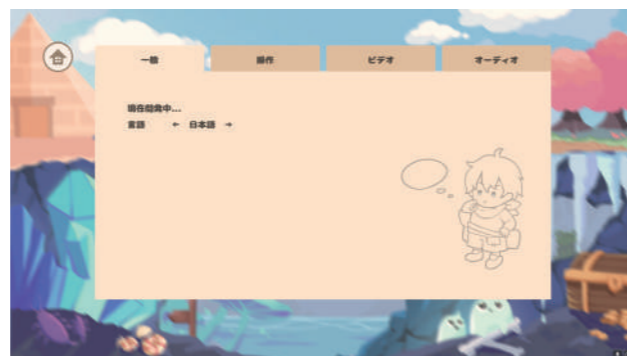 一般
操作
ビデオ
オーディオ
現在開発中...
言語 ← 日本語 →